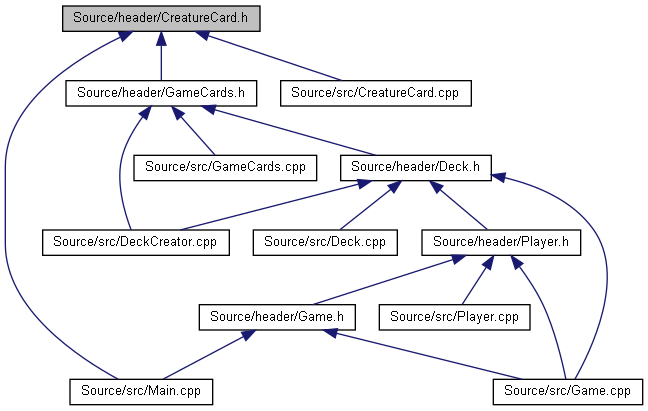 Source/header/CreatureCard.h
Source/header/GameCards.h
Source/src/CreatureCard.cpp
Source/src/GameCards.cpp
Source/header/Deck.h
Source/src/DeckCreator.cpp
Source/src/Deck.cpp
Source/header/Player.h
Source/header/Game.h
Source/src/Player.cpp
Source/src/Main.cpp
Source/src/Game.cpp